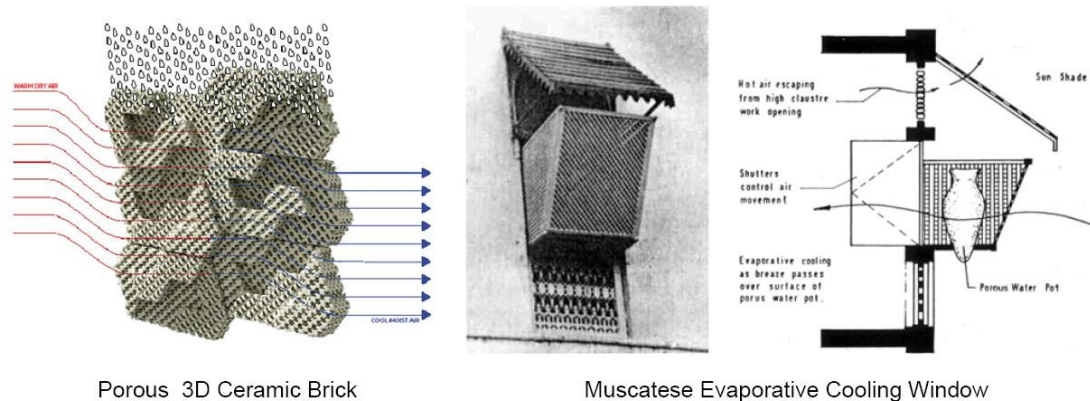 WARM DRY AIR
COOL MOIST AIR
Hot air escaping
from high claustre
work opening
Sun Shade
Shutters
control air
movement
Evaporative cooling
as breaze passes
over surface of
porus water pot.
Porous Water Pot
Porous 3D Ceramic Brick
Muscatese Evaporative Cooling Window